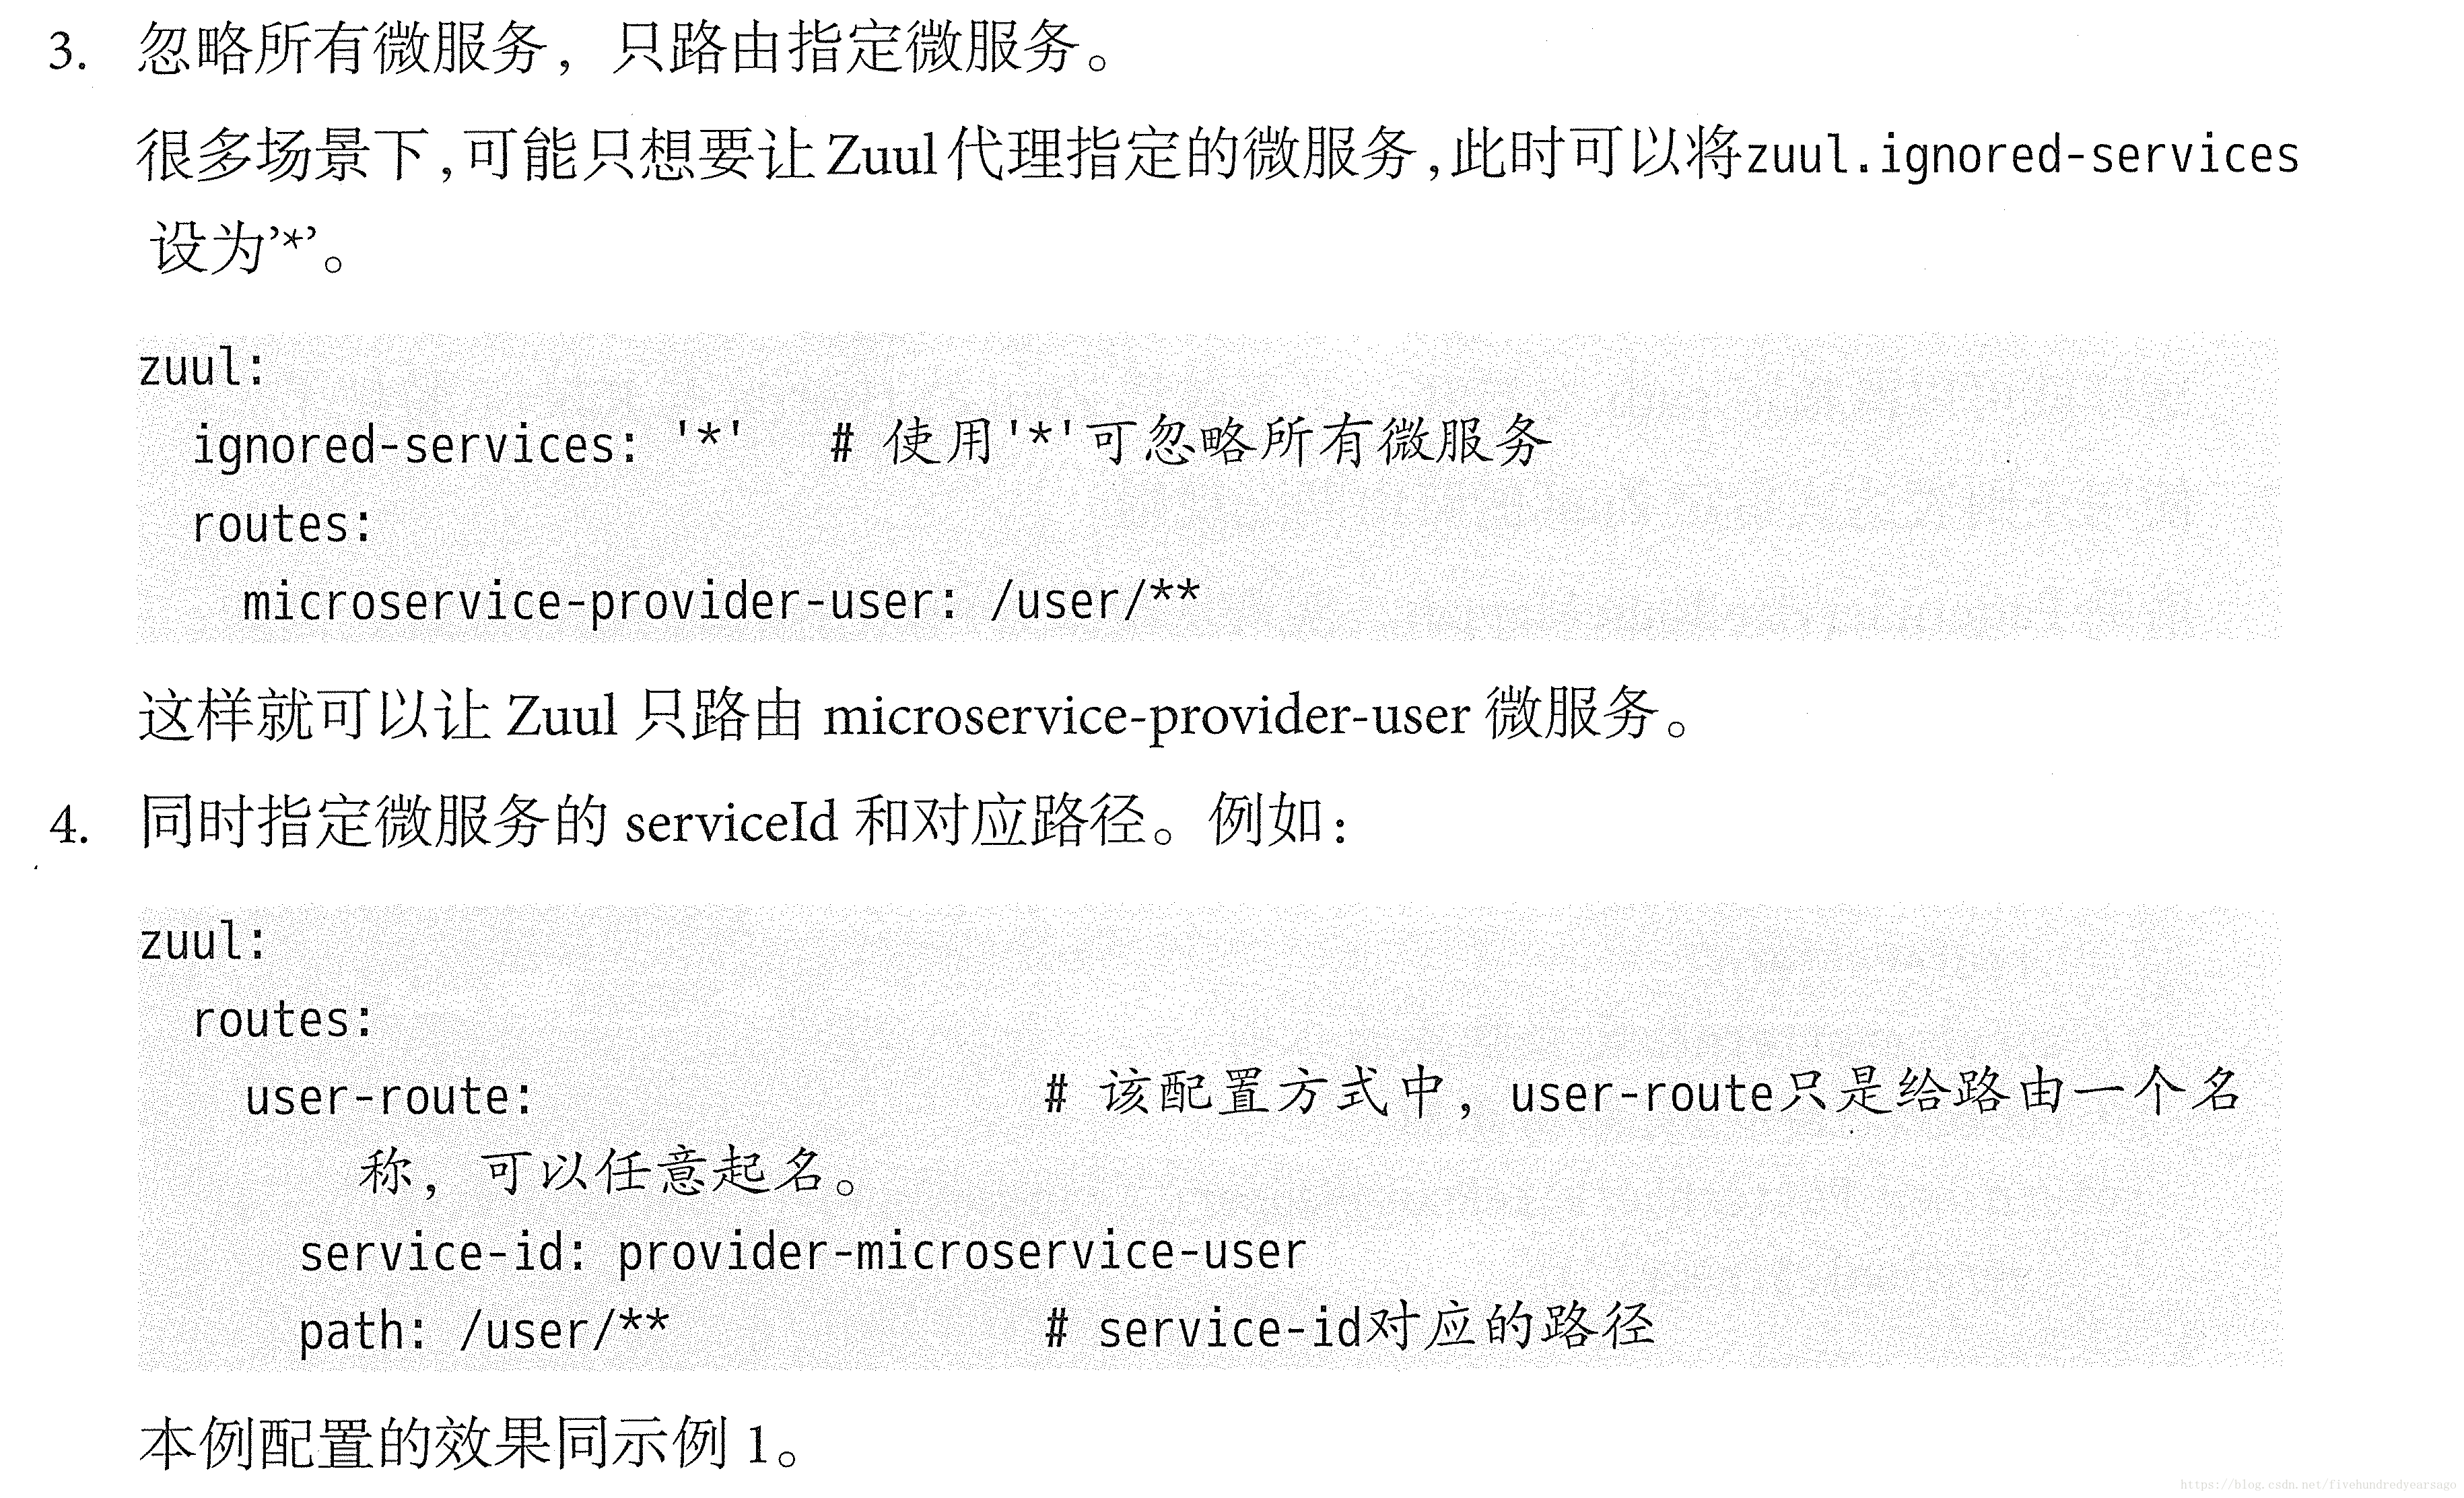 3. 忽略所有微服务，只路由指定微服务。
很多场景下,可能只想要让Zuul代理指定的微服务,此时可以将zuul.ignored-services
设为’*’。
zuul:
  ignored-services: '*'   # 使用'*'可忽略所有微服务
  routes:
    microservice-provider-user: /user/**
这样就可以让 Zuul 只路由 microservice-provider-user 微服务。
4. 同时指定微服务的 serviceId 和对应路径。例如：
zuul:
  routes:
    user-route:                   # 该配置方式中，user-route只是给路由一个名
        称，可以任意起名。
      service-id: provider-microservice-user
      path: /user/**              # service-id对应的路径
本例配置的效果同示例 1。
https://blog.csdn.net/fivehundredyearsago